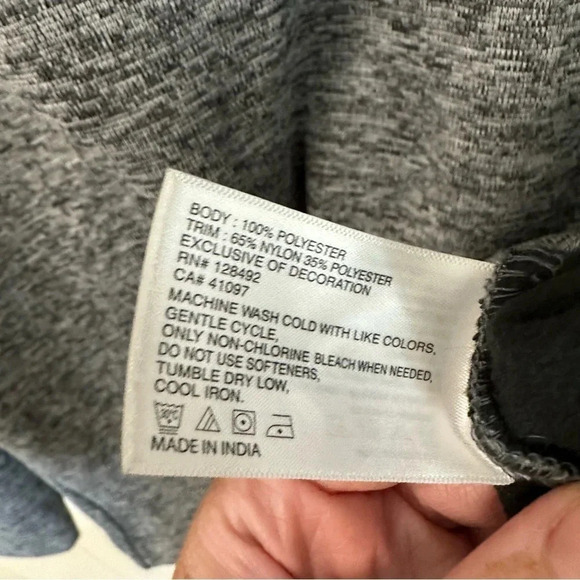 BODY : 100% POLYESTER
TRIM : 65% NYLON 35% POLYESTER
EXCLUSIVE OF DECORATION
RN# 128492
CA# 41097
MACHINE WASH COLD WITH LIKE COLORS,
GENTLE CYCLE,
ONLY NON-CHLORINE BLEACH WHEN NEEDED,
DO NOT USE SOFTENERS,
TUMBLE DRY LOW,
COOL IRON.
30°C
MADE IN INDIA